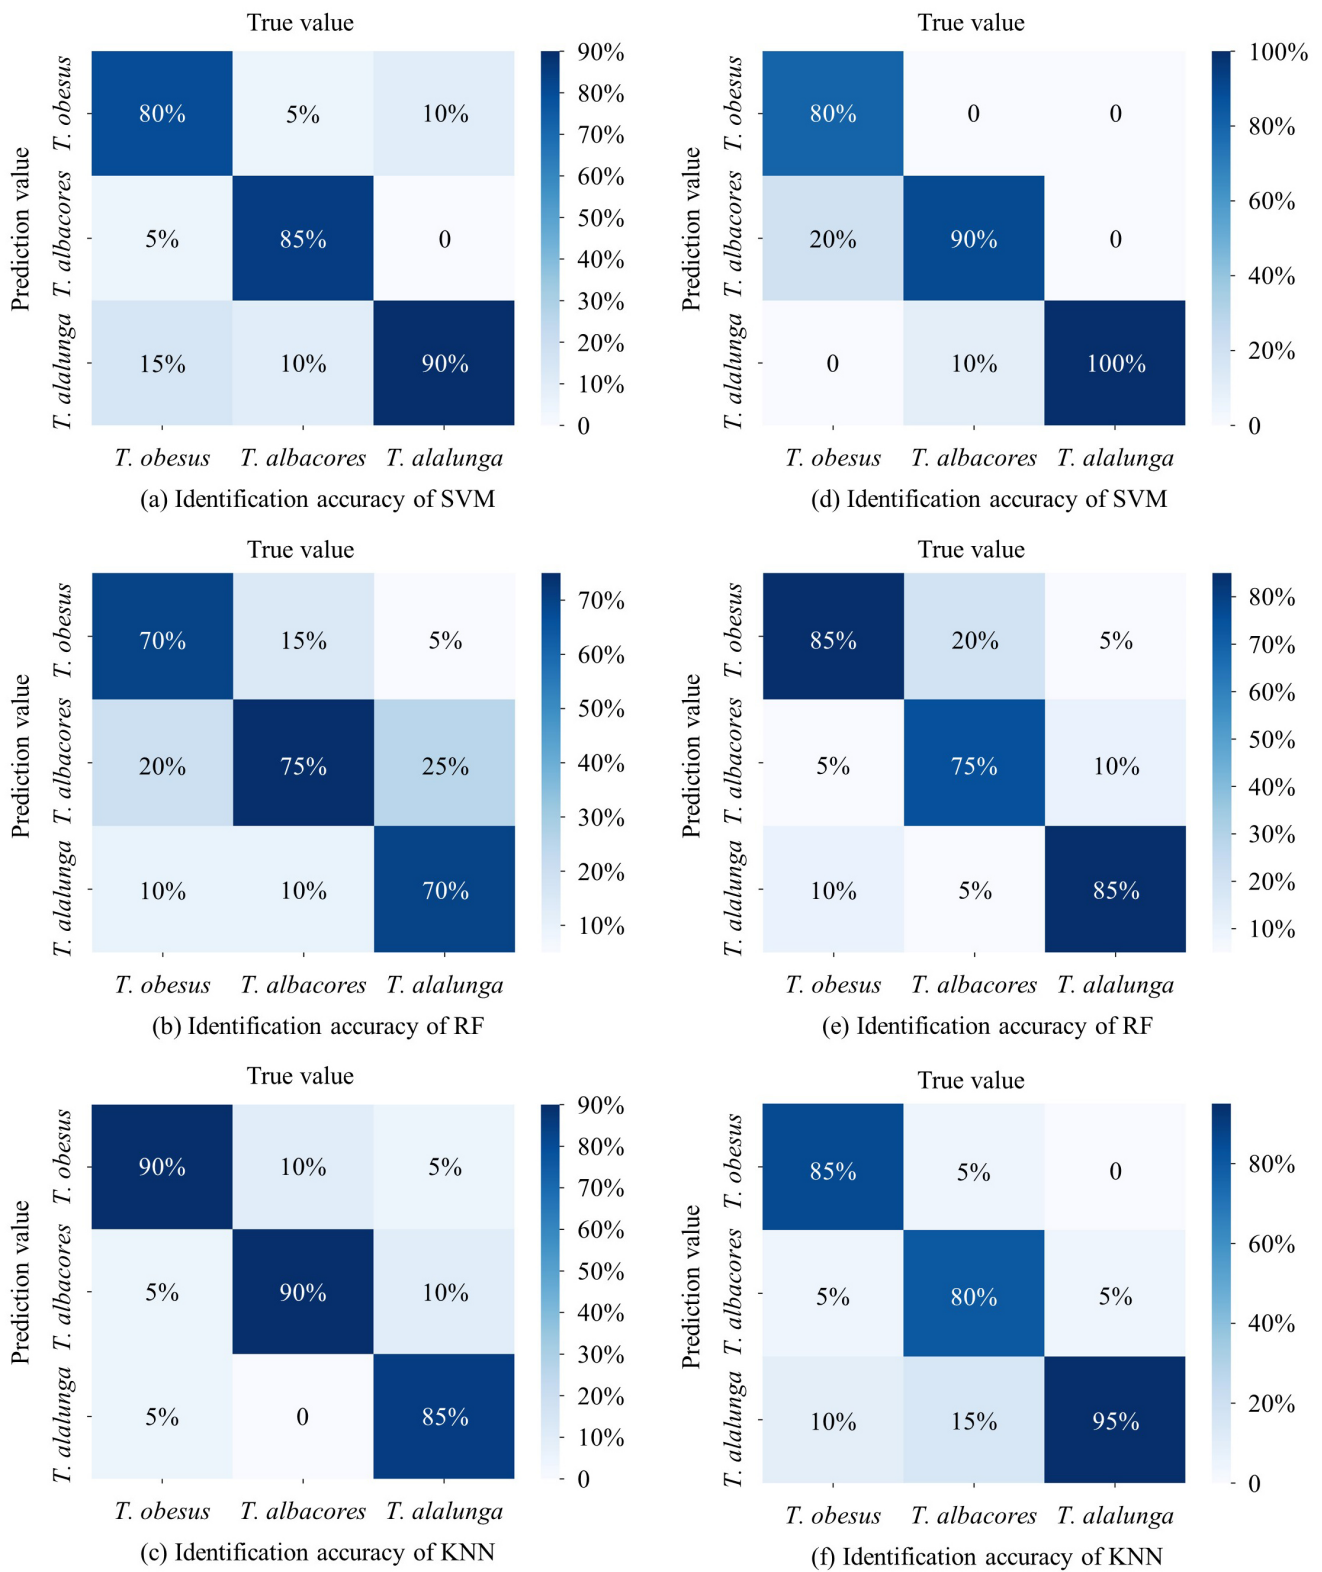 True value
Prediction value
T. obesus
T. albacores
T. alalunga
80% 5% 10%
5% 85% 0
15% 10% 90%
90%
80%
70%
60%
50%
40%
30%
20%
10%
0
T. obesus T. albacores T. alalunga
(a) Identification accuracy of SVM
True value
Prediction value
T. obesus
T. albacores
T. alalunga
80% 0 0
20% 90% 0
0 10% 100%
100%
80%
60%
40%
20%
0
T. obesus T. albacores T. alalunga
(d) Identification accuracy of SVM
True value
Prediction value
T. obesus
T. albacores
T. alalunga
70% 15% 5%
20% 75% 25%
10% 10% 70%
70%
60%
50%
40%
30%
20%
10%
T. obesus T. albacores T. alalunga
(b) Identification accuracy of RF
True value
Prediction value
T. obesus
T. albacores
T. alalunga
85% 20% 5%
5% 75% 10%
10% 5% 85%
80%
70%
60%
50%
40%
30%
20%
10%
T. obesus T. albacores T. alalunga
(e) Identification accuracy of RF
True value
Prediction value
T. obesus
T. albacores
T. alalunga
90% 10% 5%
5% 90% 10%
5% 0 85%
90%
80%
70%
60%
50%
40%
30%
20%
10%
0
T. obesus T. albacores T. alalunga
(c) Identification accuracy of KNN
True value
Prediction value
T. obesus
T. albacores
T. alalunga
85% 5% 0
5% 80% 5%
10% 15% 95%
80%
60%
40%
20%
0
T. obesus T. albacores T. alalunga
(f) Identification accuracy of KNN